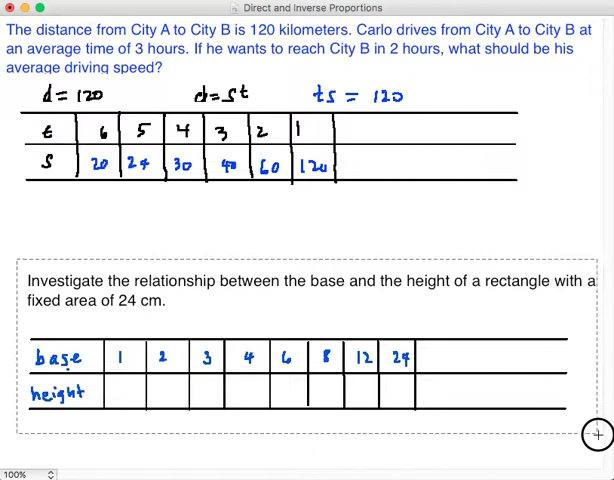 Direct and Inverse Proportions
The distance from City A to City B is 120 kilometers. Carlo drives from City A to City B at
an average time of 3 hours. If he wants to reach City B in 2 hours, what should be his
average driving speed?
d = 120 d = st ts = 120
t 6 5 4 3 2 1
s 20 24 30 40 60 120
Investigate the relationship between the base and the height of a rectangle with a
fixed area of 24 cm.
base 1 2 3 4 6 8 12 24
height
100%